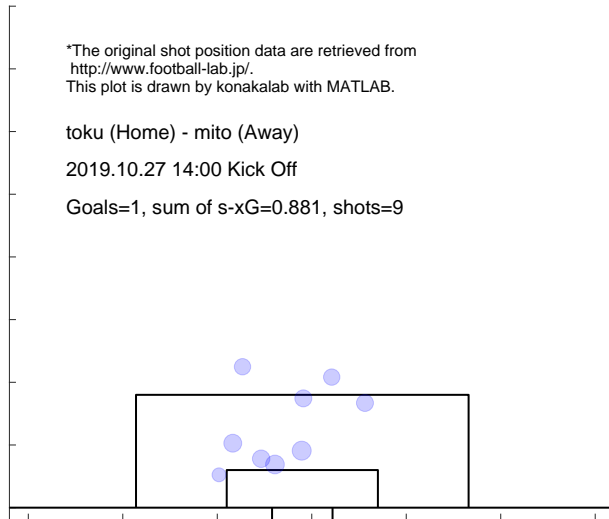 *The original shot position data are retrieved from
http://www.football-lab.jp/.
This plot is drawn by konakalab with MATLAB.
toku (Home) - mito (Away)
2019.10.27 14:00 Kick Off
Goals=1, sum of s-xG=0.881, shots=9